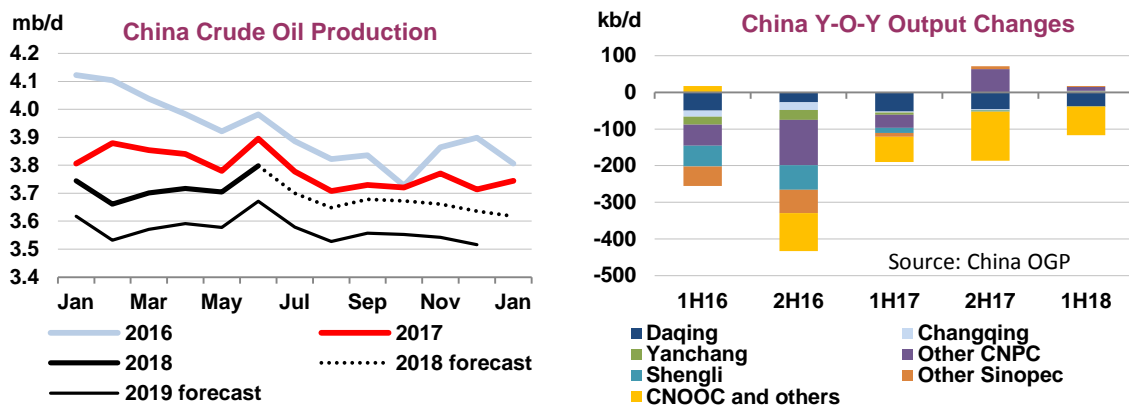 mb/d
China Crude Oil Production
4.2
4.1
4.0
3.9
3.8
3.7
3.6
3.5
3.4
Jan Mar May Jul Sep Nov Jan
2016 2017
2018 2018 forecast
2019 forecast
kb/d
China Y-O-Y Output Changes
100
0
-100
-200
-300
-400
-500
Source: China OGP
1H16 2H16 1H17 2H17 1H18
Daqing Changqing
Yanchang Other CNPC
Shengli Other Sinopec
CNOOC and others